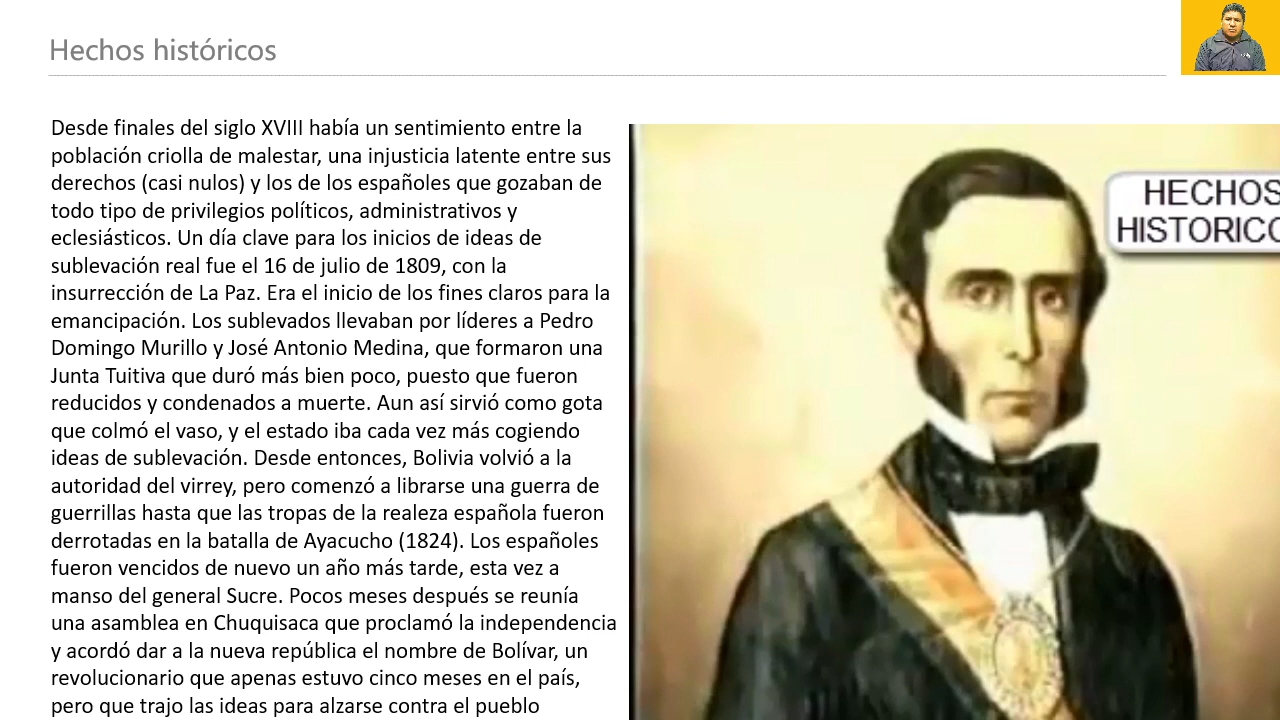 Hechos históricos
Desde finales del siglo XVIII había un sentimiento entre la
población criolla de malestar, una injusticia latente entre sus
derechos (casi nulos) y los de los españoles que gozaban de
todo tipo de privilegios políticos, administrativos y
eclesiásticos. Un día clave para los inicios de ideas de
sublevación real fue el 16 de julio de 1809, con la
insurrección de La Paz. Era el inicio de los fines claros para la
emancipación. Los sublevados llevaban por líderes a Pedro
Domingo Murillo y José Antonio Medina, que formaron una
Junta Tuitiva que duró más bien poco, puesto que fueron
reducidos y condenados a muerte. Aun así sirvió como gota
que colmó el vaso, y el estado iba cada vez más cogiendo
ideas de sublevación. Desde entonces, Bolivia volvió a la
autoridad del virrey, pero comenzó a librarse una guerra de
guerrillas hasta que las tropas de la realeza española fueron
derrotadas en la batalla de Ayacucho (1824). Los españoles
fueron vencidos de nuevo un año más tarde, esta vez a
manso del general Sucre. Pocos meses después se reunía
una asamblea en Chuquisaca que proclamó la independencia
y acordó dar a la nueva república el nombre de Bolívar, un
revolucionario que apenas estuvo cinco meses en el país,
pero que trajo las ideas para alzarse contra el pueblo
HECHOS
HISTORICO